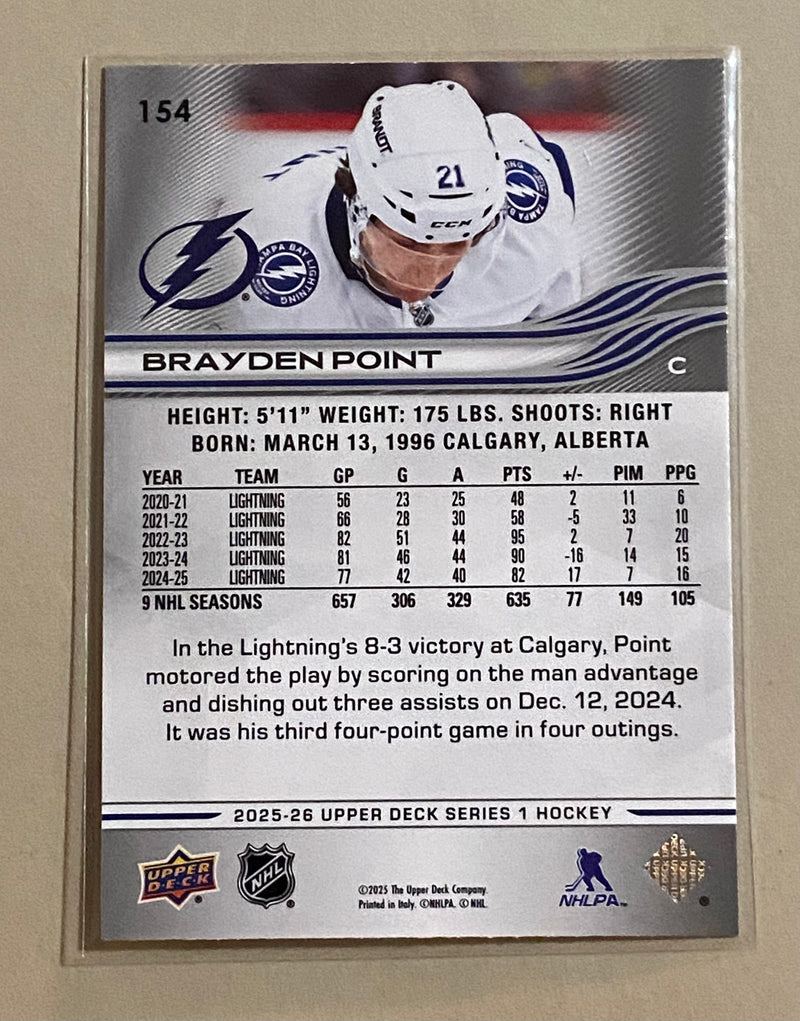 154
BRANDT
21
CCM
TAMPA BAY LIGHTNING
BRAYDEN POINT
C
HEIGHT: 5'11" WEIGHT: 175 LBS. SHOOTS: RIGHT
BORN: MARCH 13, 1996 CALGARY, ALBERTA
YEAR TEAM GP G A PTS +/- PIM PPG
2020-21 LIGHTNING 56 23 25 48 2 11 6
2021-22 LIGHTNING 66 28 30 58 -5 33 10
2022-23 LIGHTNING 82 51 44 95 2 7 20
2023-24 LIGHTNING 81 46 44 90 -16 14 15
2024-25 LIGHTNING 77 42 40 82 17 7 16
9 NHL SEASONS 657 306 329 635 77 149 105
In the Lightning's 8-3 victory at Calgary, Point
motored the play by scoring on the man advantage
and dishing out three assists on Dec. 12, 2024.
It was his third four-point game in four outings.
2025-26 UPPER DECK SERIES 1 HOCKEY
UPPER
DECK
NHL
©2025 The Upper Deck Company.
Printed in Italy. ©NHLPA. © NHL.
NHLPA™